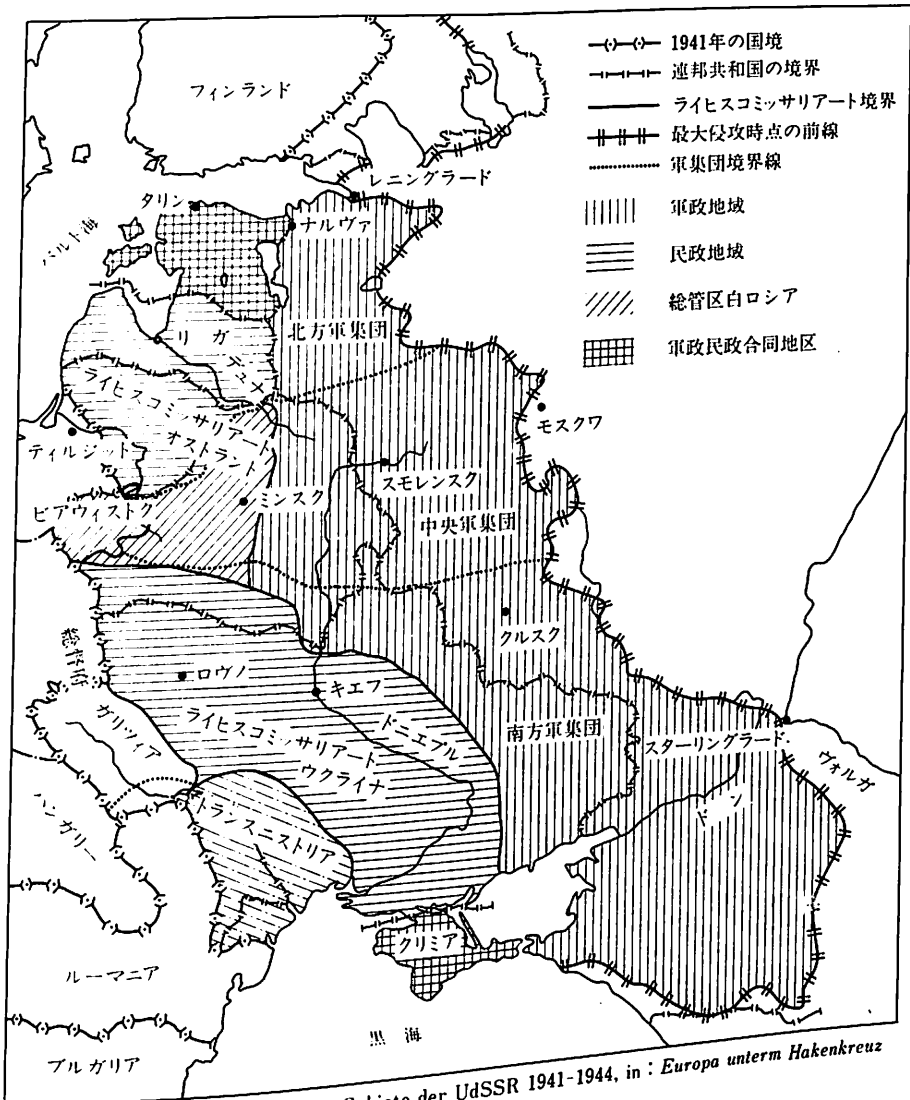 1941年の国境
連邦共和国の境界
ライヒスコミッサリアート境界
最大侵攻時点の前線
軍集団境界線
軍政地域
民政地域
総管区白ロシア
軍政民政合同地区
フィンランド
レニングラード
タリン
ナルヴァ
バルト海
北方軍集団
リガ
デュナ
ライヒスコミッサリアート
オストラント
モスクワ
ティルジット
スモレンスク
ミンスク
ビアウィストク
中央軍集団
クルスク
総督府
ロヴノ
キエフ
ガリツィア
ライヒスコミッサリアート
ウクライナ
ドニエプル
南方軍集団
スターリングラード
ヴォルガ
ドン
ハンガリー
トランスニストリア
クリミア
ルーマニア
黒海
ブルガリア
Gebiete der UdSSR 1941-1944, in : Europa unterm Hakenkreuz